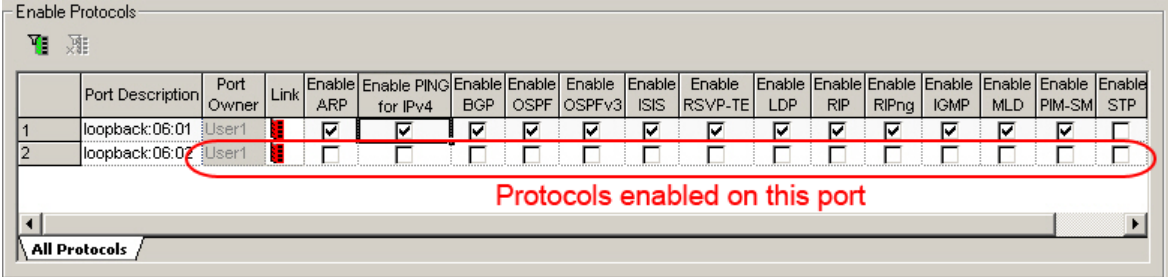 Enable Protocols
Port Description Port Owner Link Enable ARP Enable PING for IPv4 Enable BGP Enable OSPF Enable OSPFv3 Enable ISIS Enable RSVP-TE Enable LDP Enable RIP Enable RIPng Enable IGMP Enable MLD Enable PIM-SM Enable STP
1 loopback:06:01 User1
2 loopback:06:02 User1
Protocols enabled on this port
All Protocols